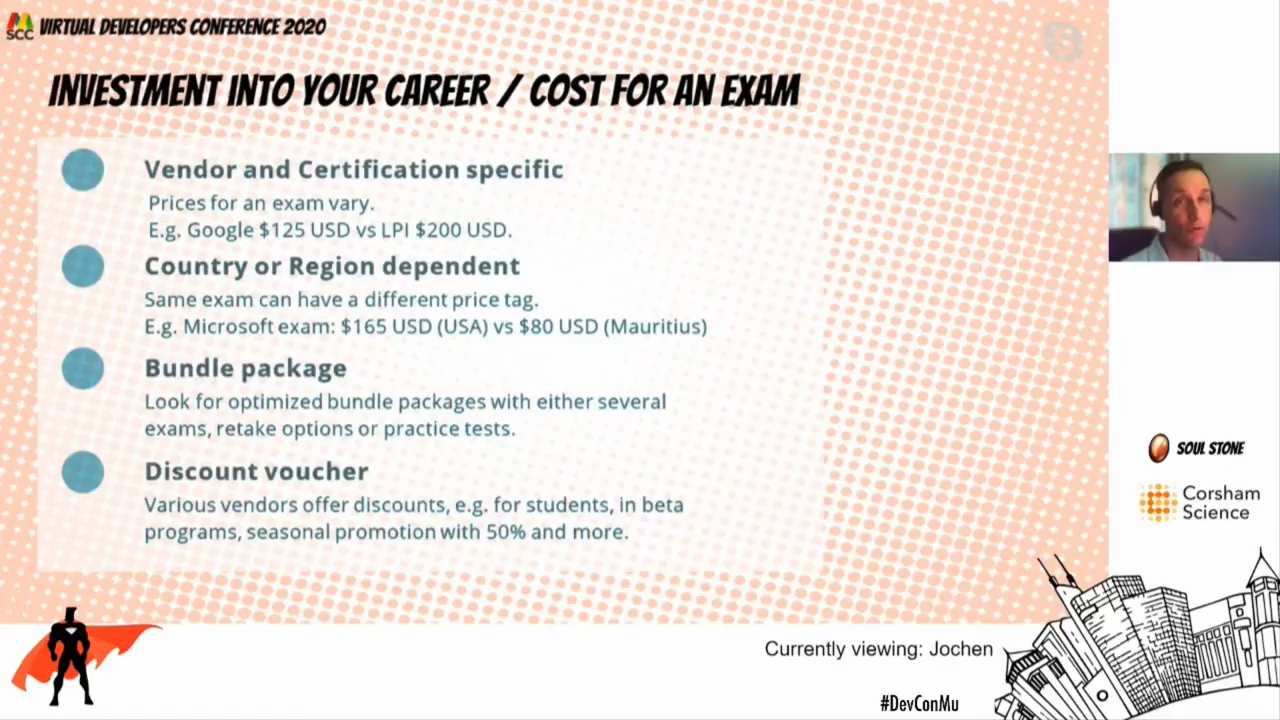 SCC VIRTUAL DEVELOPERS CONFERENCE 2020
INVESTMENT INTO YOUR CAREER / COST FOR AN EXAM
Vendor and Certification specific
Prices for an exam vary.
E.g. Google $125 USD vs LPI $200 USD.
Country or Region dependent
Same exam can have a different price tag.
E.g. Microsoft exam: $165 USD (USA) vs $80 USD (Mauritius)
Bundle package
Look for optimized bundle packages with either several
exams, retake options or practice tests.
Discount voucher
Various vendors offer discounts, e.g. for students, in beta
programs, seasonal promotion with 50% and more.
SOUL STONE
Corsham
Science
Currently viewing: Jochen
#DevConMu